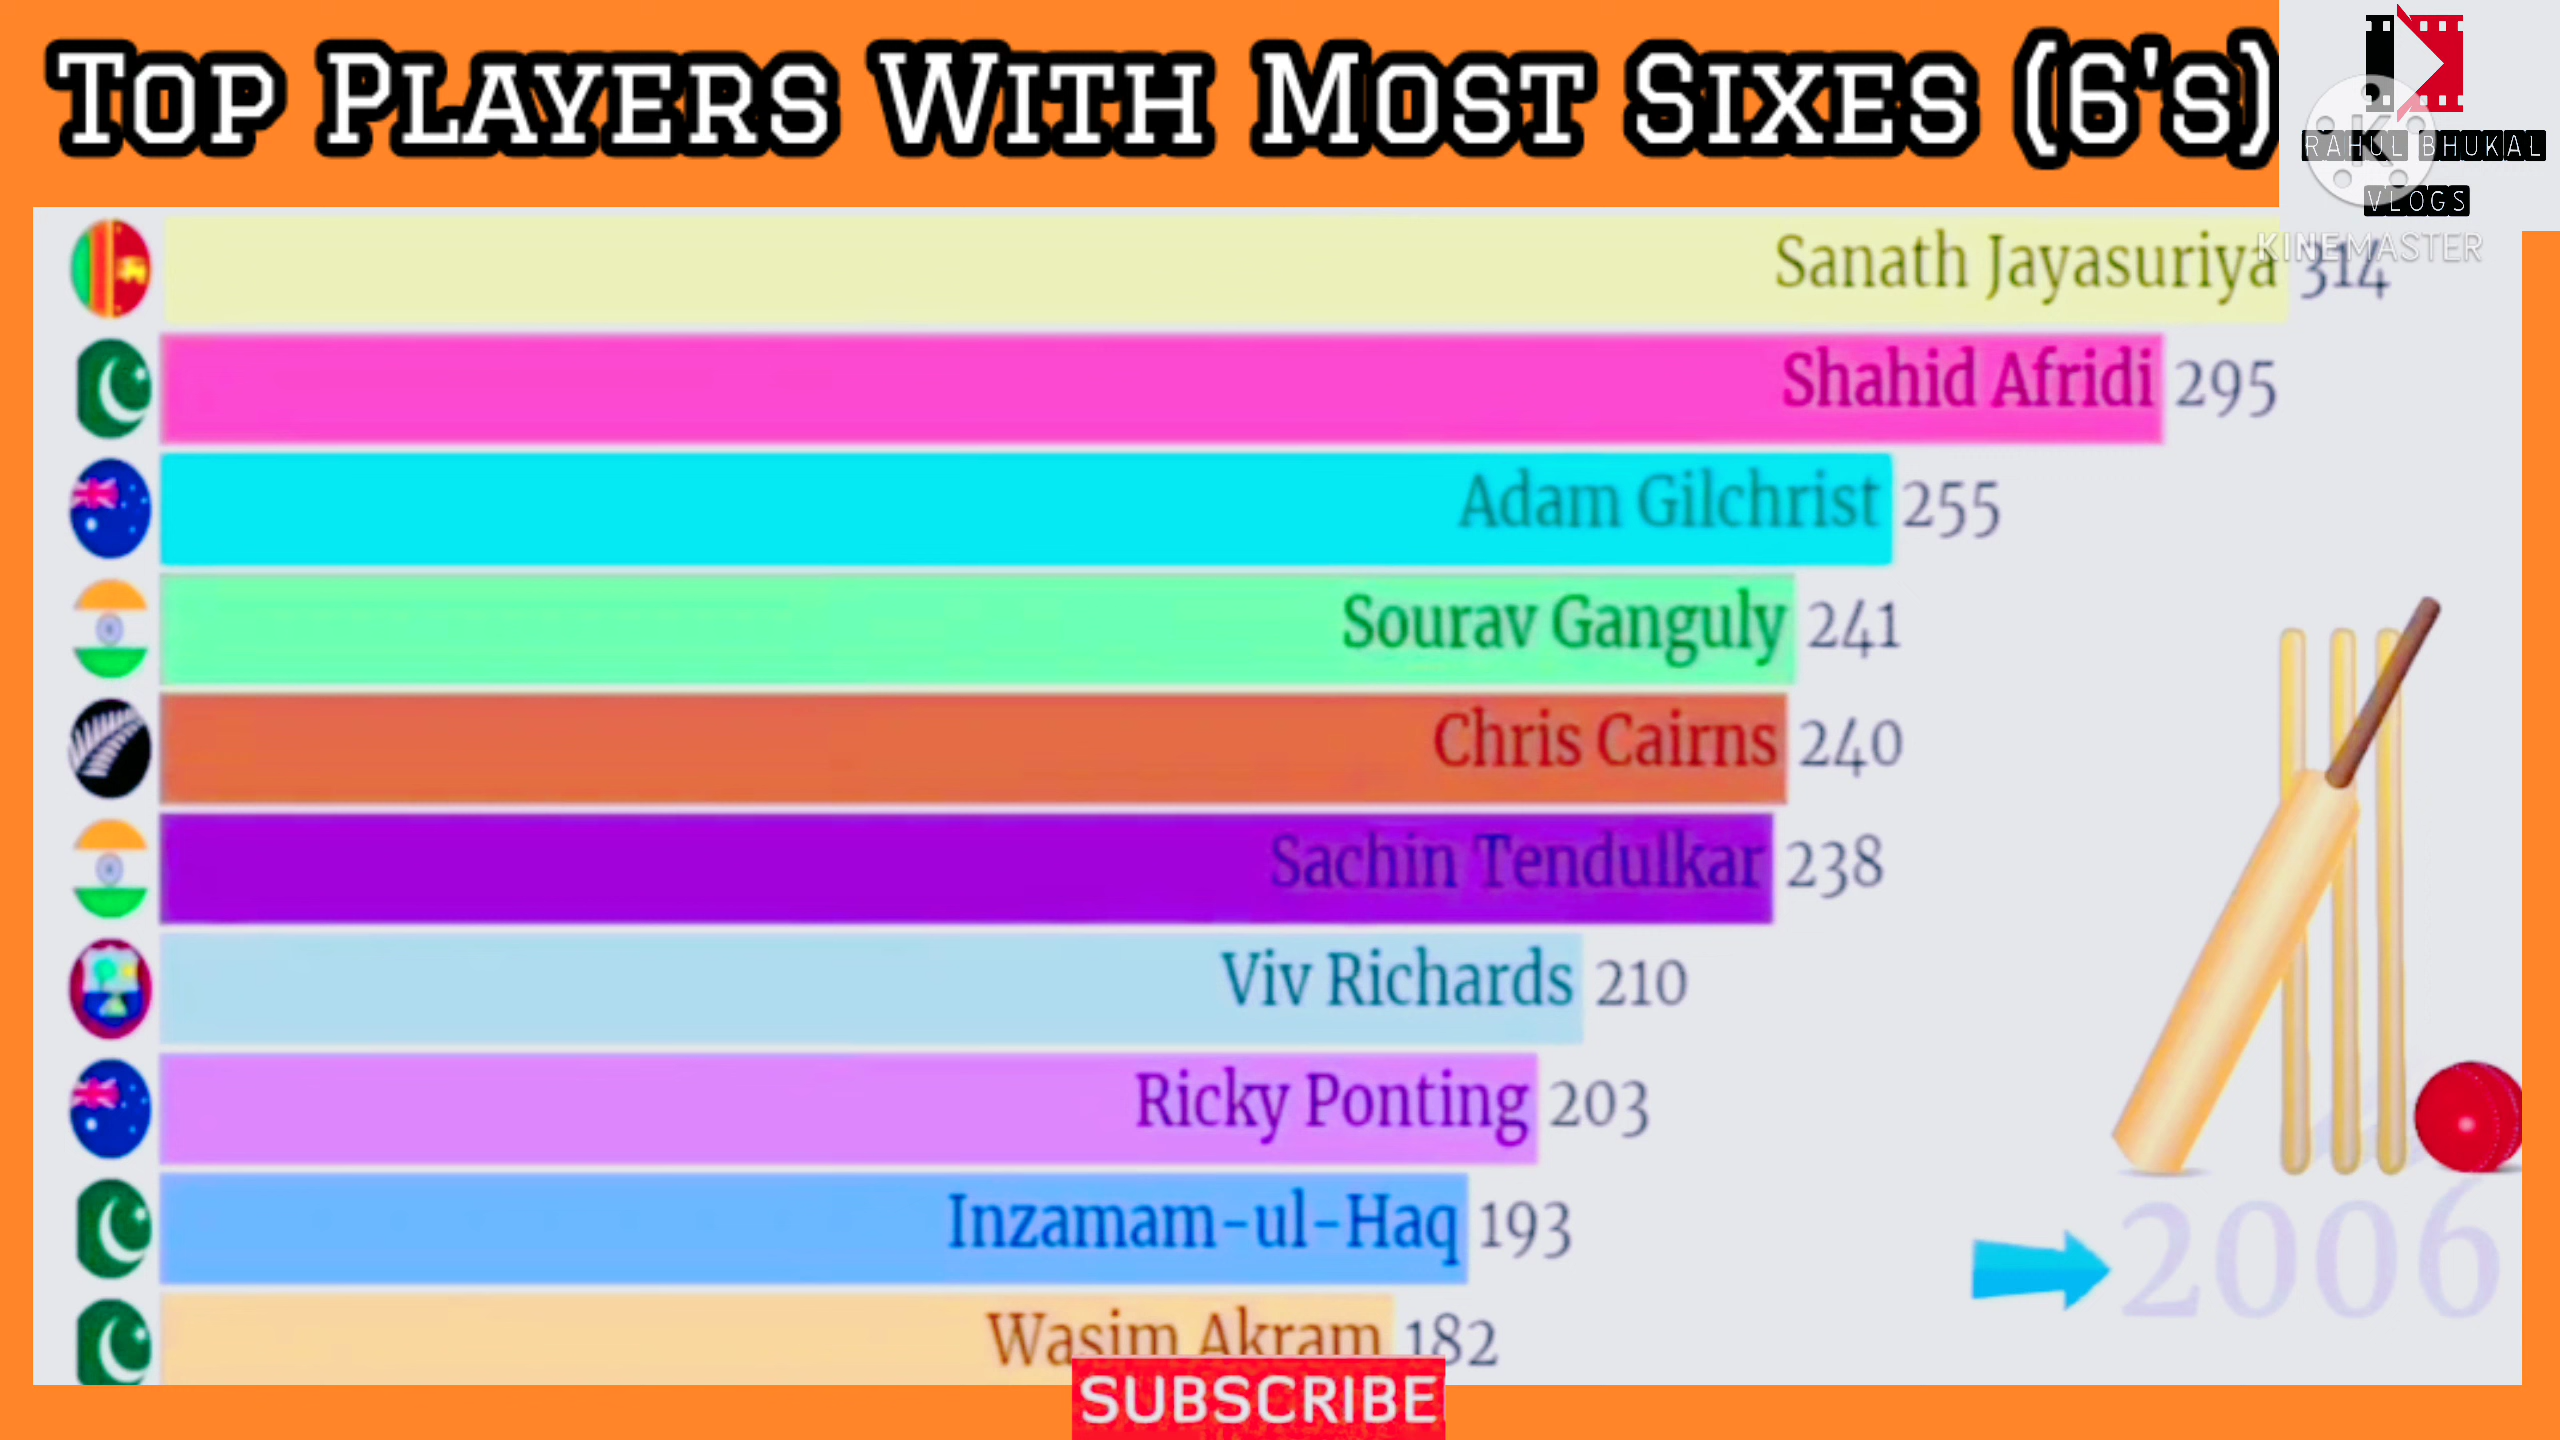 Top Players With Most Sixes (6's)
RAHUL BHUKAL
VLOGS
KINEMASTER
Sanath Jayasuriya 314
Shahid Afridi 295
Adam Gilchrist 255
Sourav Ganguly 241
Chris Cairns 240
Sachin Tendulkar 238
Viv Richards 210
Ricky Ponting 203
Inzamam-ul-Haq 193
Wasim Akram 182
2006
SUBSCRIBE